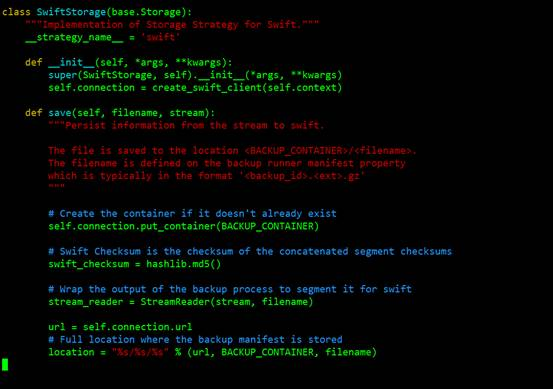 class SwiftStorage(base.Storage):
    """Implementation of Storage Strategy for Swift."""
    __strategy_name__ = 'swift'

    def __init__(self, *args, **kwargs):
        super(SwiftStorage, self).__init__(*args, **kwargs)
        self.connection = create_swift_client(self.context)

    def save(self, filename, stream):
        """Persist information from the stream to swift.

        The file is saved to the location <BACKUP_CONTAINER>/<filename>.
        The filename is defined on the backup runner manifest property
        which is typically in the format '<backup_id>.<ext>.gz'
        """

        # Create the container if it doesn't already exist
        self.connection.put_container(BACKUP_CONTAINER)

        # Swift Checksum is the checksum of the concatenated segment checksums
        swift_checksum = hashlib.md5()

        # Wrap the output of the backup process to segment it for swift
        stream_reader = StreamReader(stream, filename)

        url = self.connection.url
        # Full location where the backup manifest is stored
        location = "%s/%s/%s" % (url, BACKUP_CONTAINER, filename)